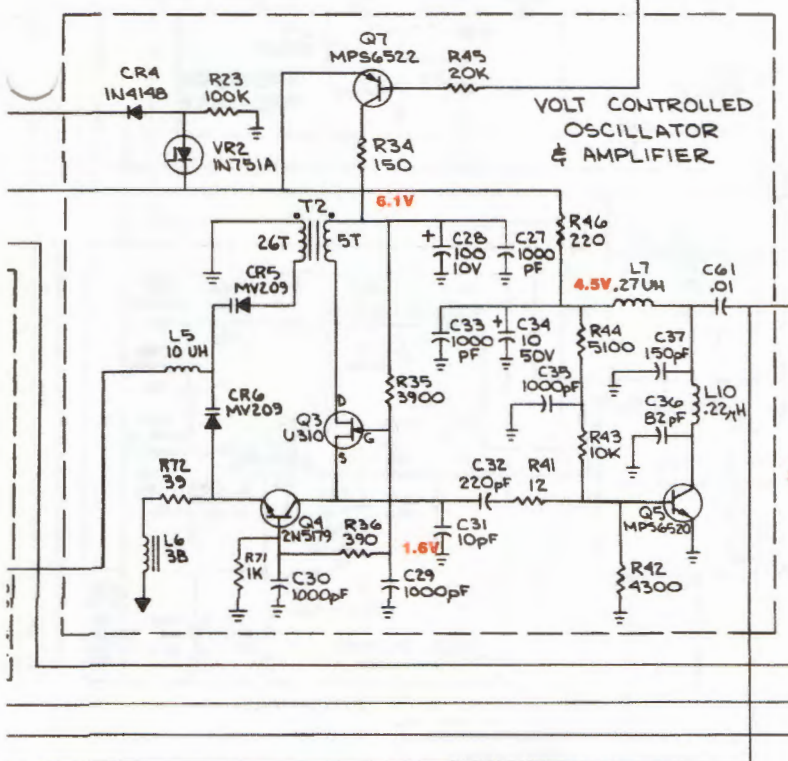 Q7
MPS6522
R45
20K
CR4
1N4148
R23
100K
VOLT CONTROLLED
OSCILLATOR
& AMPLIFIER
VR2
1N751A
R34
150
6.1V
T2
26T
5T
+
C28
100
10V
C27
1000
PF
R46
220
CR5
MV209
4.5V
L7
.27UH
C61
.01
L5
10 UH
C33
1000
PF
+
C34
10
50V
R44
5100
C37
150pF
C35
1000pF
CR6
MV209
R35
3900
L10
.22μH
C36
82pF
D
Q3
U310
G
S
R43
10K
R72
39
C32
220pF
R41
12
Q5
MPS6520
Q4
2N5179
R36
390
C31
10pF
1.6V
L6
3B
R71
1K
C30
1000pF
C29
1000pF
R42
4300